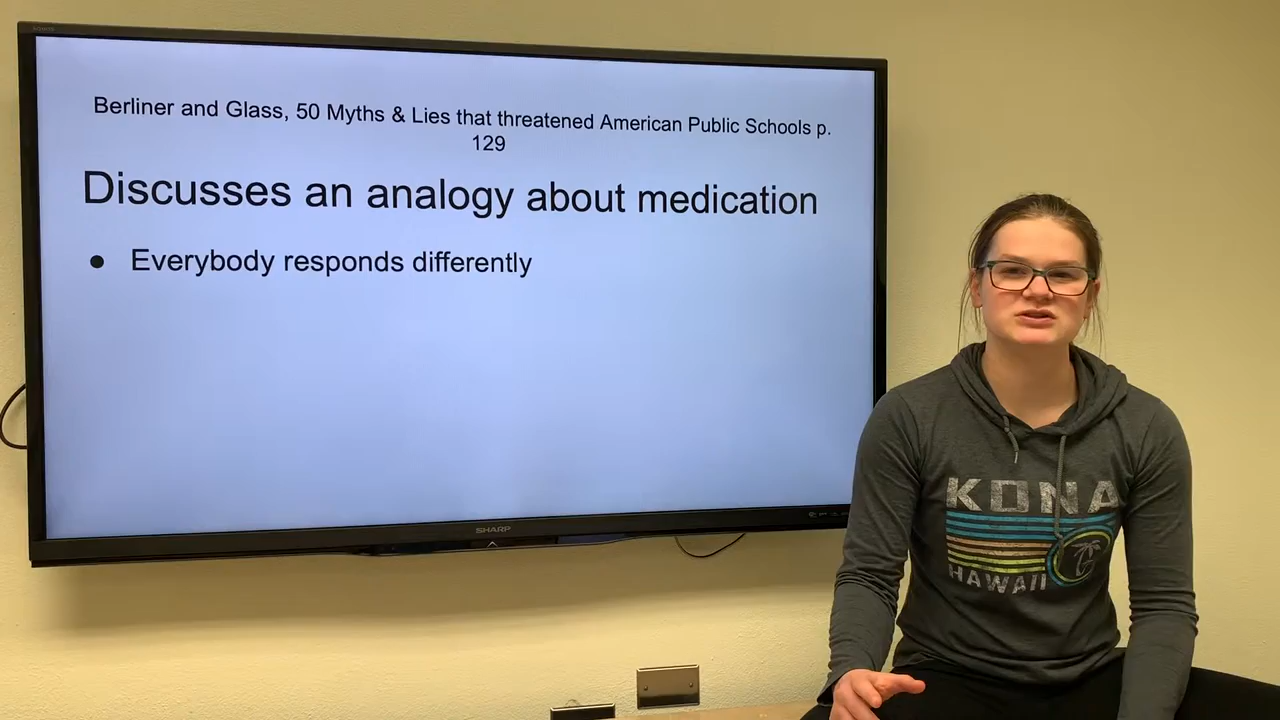 Berliner and Glass, 50 Myths & Lies that threatened American Public Schools p.
129
Discusses an analogy about medication
● Everybody responds differently
SHARP
KONA
HAWAII